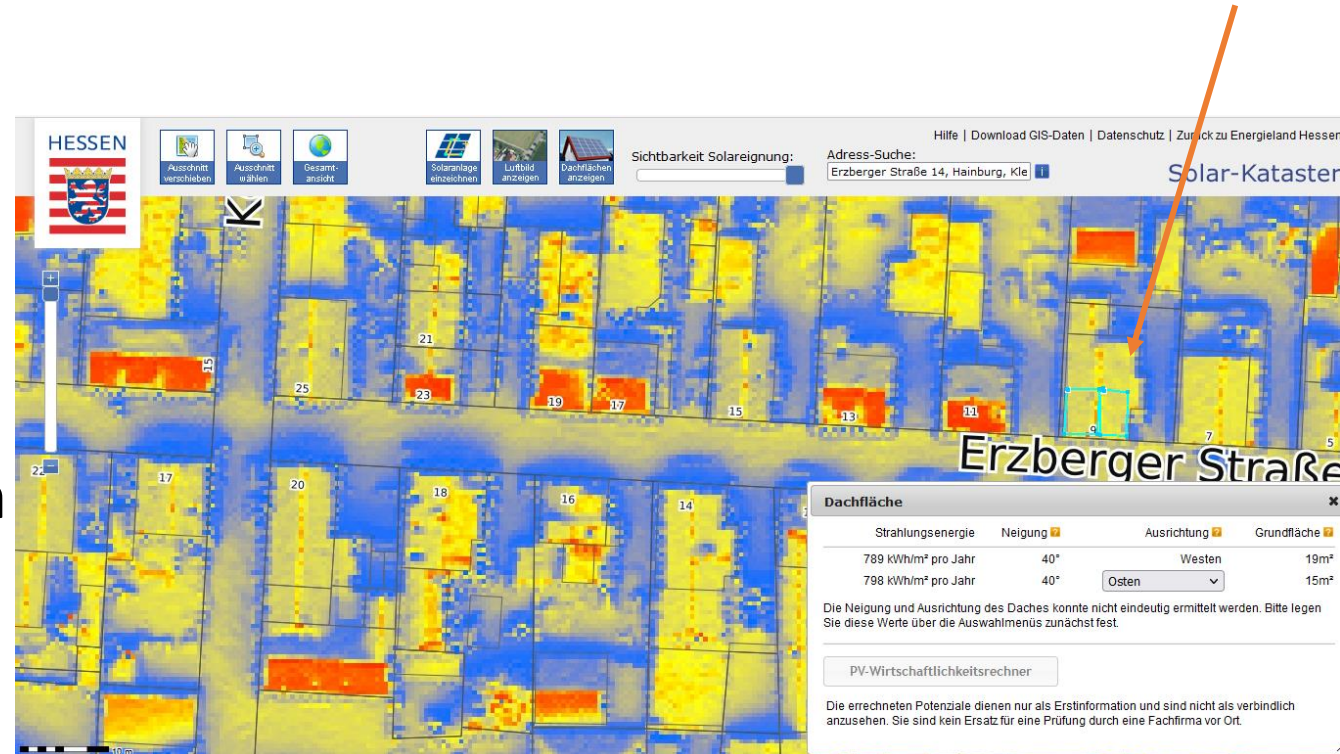 HESSEN
Ausschnitt verschieben
Ausschnitt wählen
Gesamt-ansicht
Solaranlage einzeichnen
Luftbild anzeigen
Dachflächen anzeigen
Sichtbarkeit Solareignung:
Hilfe | Download GIS-Daten | Datenschutz | Zurück zu Energieland Hessen
Adress-Suche:
Erzberger Straße 14, Hainburg, Kle
Solar-Kataster
K
21
15
25
23
19
17
15
13
11
9
7
5
Erzberger Straße
22
17
20
18
16
14
n
Dachfläche
Strahlungsenergie Neigung Ausrichtung Grundfläche
789 kWh/m² pro Jahr 40° Westen 19m²
798 kWh/m² pro Jahr 40° Osten 15m²
Die Neigung und Ausrichtung des Daches konnte nicht eindeutig ermittelt werden. Bitte legen
Sie diese Werte über die Auswahlmenüs zunächst fest.
PV-Wirtschaftlichkeitsrechner
Die errechneten Potenziale dienen nur als Erstinformation und sind nicht als verbindlich
anzusehen. Sie sind kein Ersatz für eine Prüfung durch eine Fachfirma vor Ort.
10 m